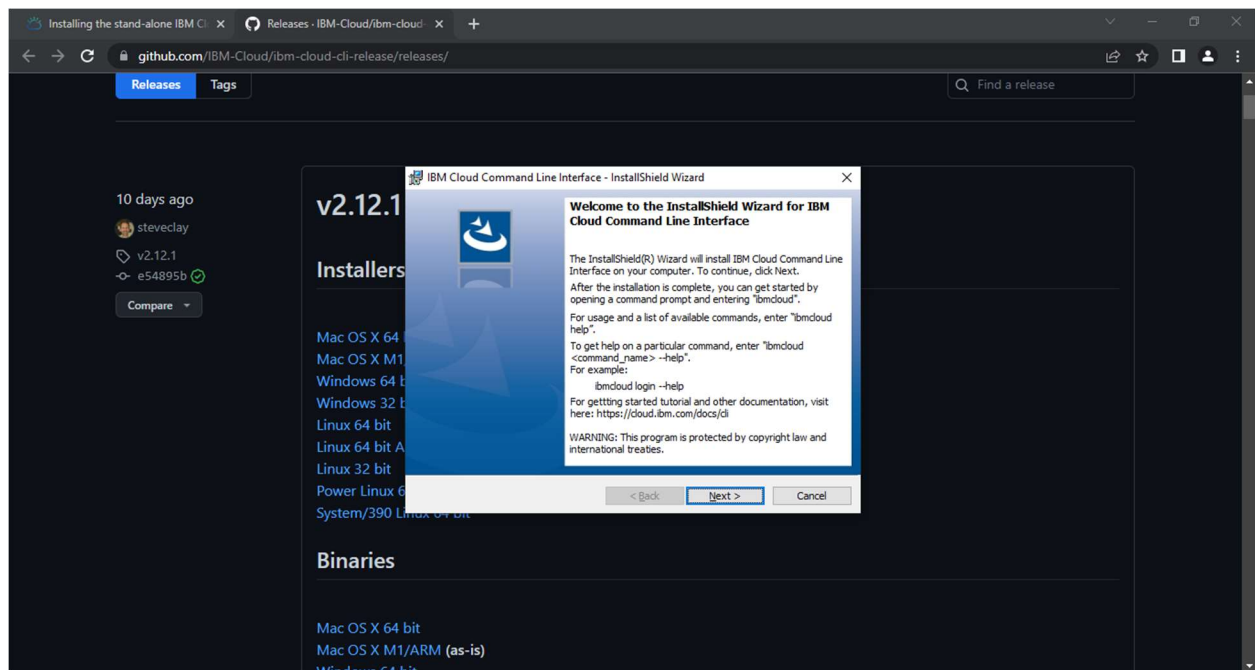 Installing the stand-alone IBM Cl
Releases · IBM-Cloud/ibm-cloud-
github.com/IBM-Cloud/ibm-cloud-cli-release/releases/
Releases
Tags
Find a release
10 days ago
steveclay
v2.12.1
e54895b
Compare
v2.12.1
Installers
Mac OS X 64
Mac OS X M1
Windows 64
Windows 32
Linux 64 bit
Linux 64 bit A
Linux 32 bit
Power Linux 6
System/390 Linux 64 bit
IBM Cloud Command Line Interface - InstallShield Wizard
Welcome to the InstallShield Wizard for IBM
Cloud Command Line Interface
The InstallShield(R) Wizard will install IBM Cloud Command Line
Interface on your computer. To continue, click Next.
After the installation is complete, you can get started by
opening a command prompt and entering "ibmcloud".
For usage and a list of available commands, enter "ibmcloud
help".
To get help on a particular command, enter "ibmcloud
<command_name> --help".
For example:
ibmcloud login --help
For gettting started tutorial and other documentation, visit
here: https://cloud.ibm.com/docs/cli
WARNING: This program is protected by copyright law and
international treaties.
< Back
Next >
Cancel
Binaries
Mac OS X 64 bit
Mac OS X M1/ARM (as-is)
Windows 64 bit